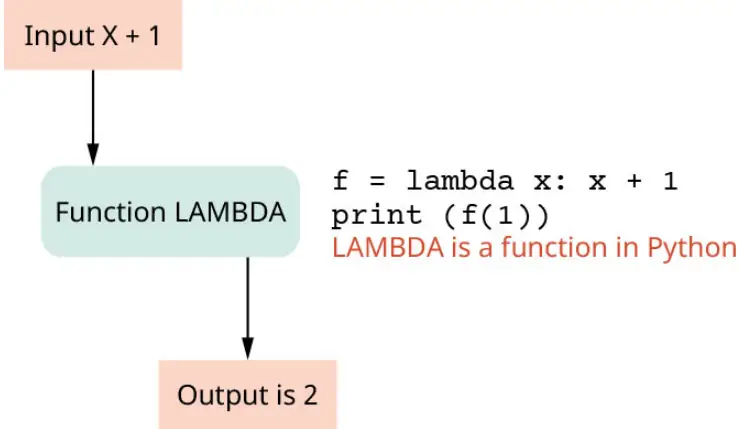 Input X + 1
Function LAMBDA
f = lambda x: x + 1
print (f(1))
LAMBDA is a function in Python
Output is 2